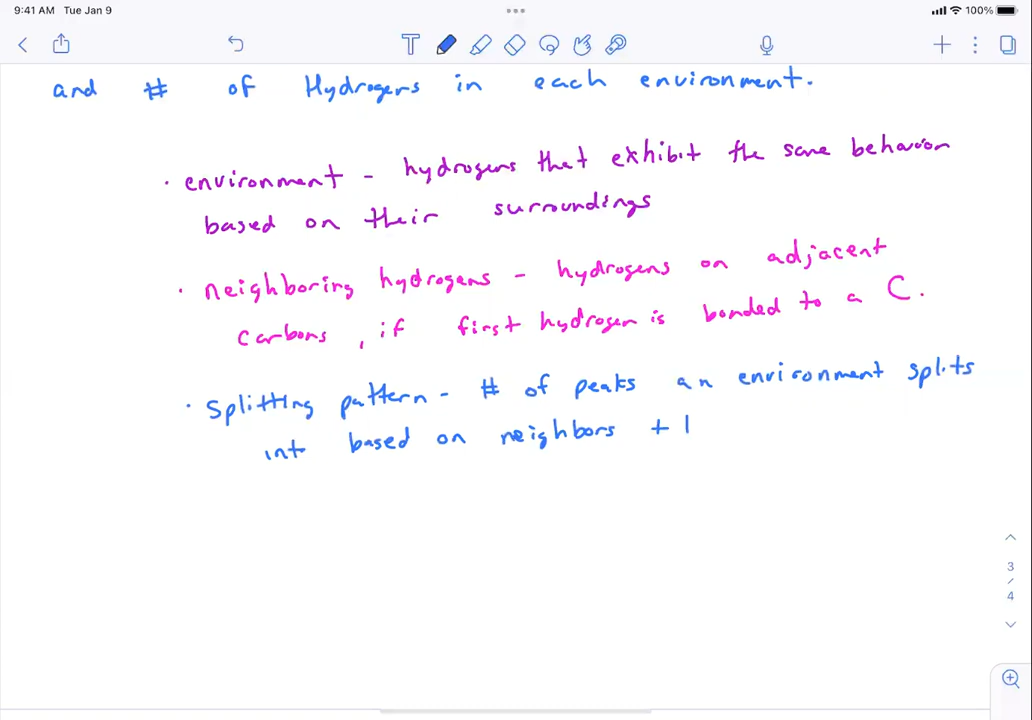 9:41 AM Tue Jan 9
100%
and # of Hydrogens in each environment.
· environment - hydrogens that exhibit the same behavior
based on their surroundings
· neighboring hydrogens - hydrogens on adjacent
carbons, if first hydrogen is bonded to a C.
· Splitting pattern - # of peaks an environment splits
into based on neighbors + 1
3
/
4